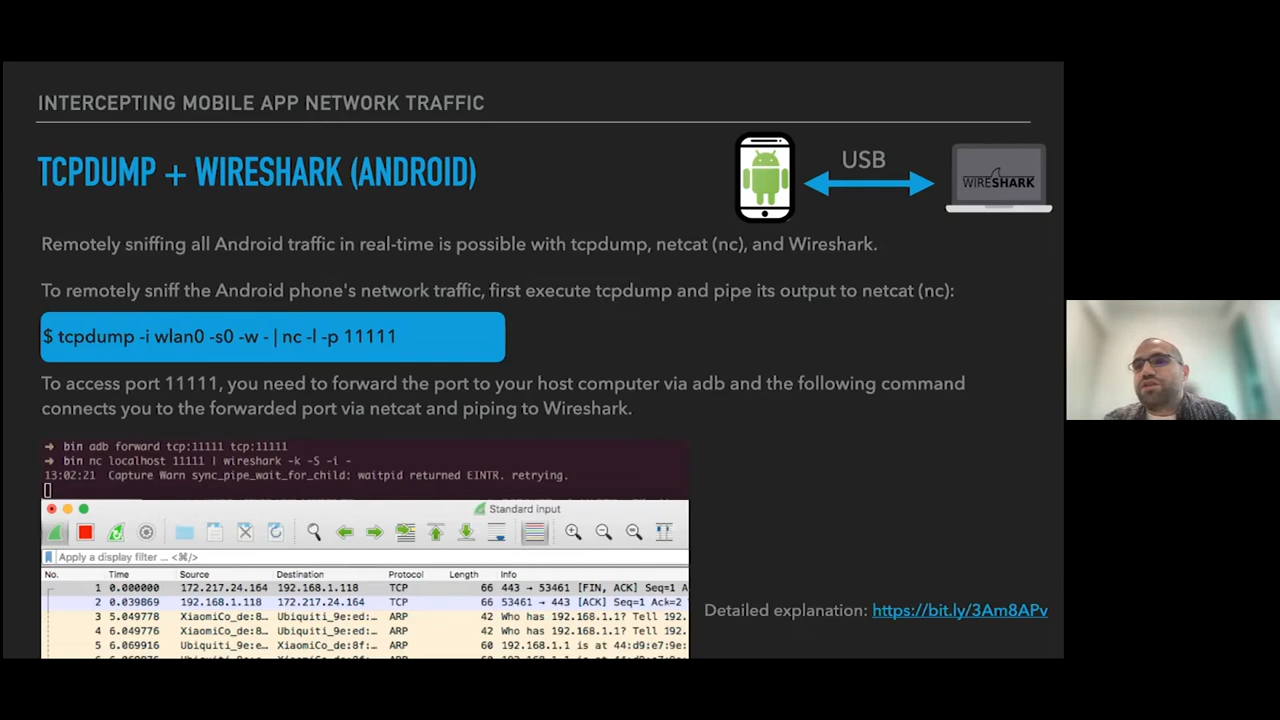 INTERCEPTING MOBILE APP NETWORK TRAFFIC
TCPDUMP + WIRESHARK (ANDROID)
USB
WIRESHARK
Remotely sniffing all Android traffic in real-time is possible with tcpdump, netcat (nc), and Wireshark.
To remotely sniff the Android phone's network traffic, first execute tcpdump and pipe its output to netcat (nc):
$ tcpdump -i wlan0 -s0 -w - | nc -l -p 11111
To access port 11111, you need to forward the port to your host computer via adb and the following command
connects you to the forwarded port via netcat and piping to Wireshark.
➜ bin adb forward tcp:11111 tcp:11111
➜ bin nc localhost 11111 | wireshark -k -S -i -
13:02:21 Capture Warn sync_pipe_wait_for_child: waitpid returned EINTR. retrying.
Standard input
Apply a display filter ... <⌘/>
No. Time Source Destination Protocol Length Info
1 0.000000 172.217.24.164 192.168.1.118 TCP 66 443 → 53461 [FIN, ACK] Seq=1 A
2 0.039869 192.168.1.118 172.217.24.164 TCP 66 53461 → 443 [ACK] Seq=1 Ack=2
3 5.049778 XiaomiCo_de:8… Ubiquiti_9e:ed:… ARP 42 Who has 192.168.1.1? Tell 192.
4 5.049776 XiaomiCo_de:8… Ubiquiti_9e:ed:… ARP 42 Who has 192.168.1.1? Tell 192.
5 6.069916 Ubiquiti_9e:e… XiaomiCo_de:8f:… ARP 60 192.168.1.1 is at 44:d9:e7:9e:
Detailed explanation: https://bit.ly/3Am8APv